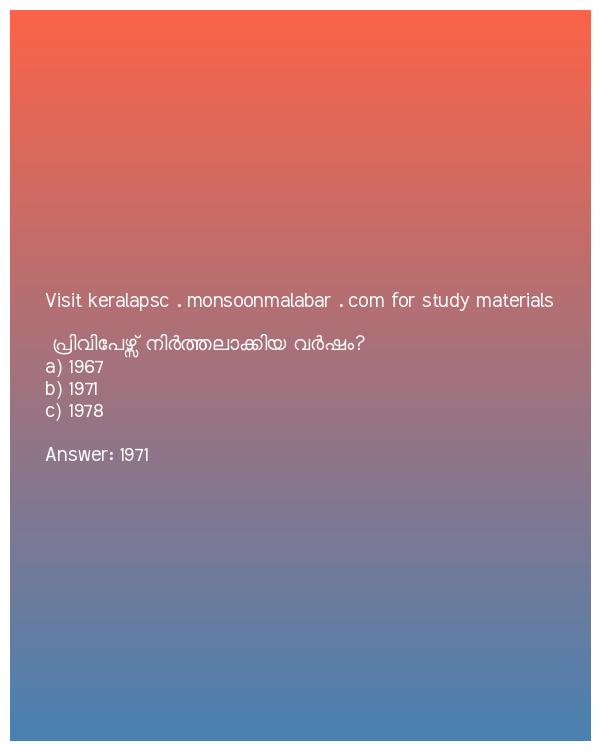 Visit keralapsc . monsoonmalabar . com for study materials
പ്രിവിപേഴ്സ് നിർത്തലാക്കിയ വർഷം?
a) 1967
b) 1971
c) 1978
Answer: 1971